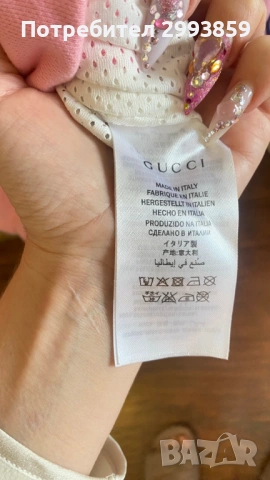 Потребител 2993859
GUCCI
MADE IN ITALY
FABRIQUÉ EN ITALIE
HERGESTELLT IN ITALIEN
HECHO EN ITALIA
PRODUZIDO NA ITÁLIA
СДЕЛАНО В ИТАЛИИ
イタリア製
产地:意大利
صنع في إيطاليا
BAZAR